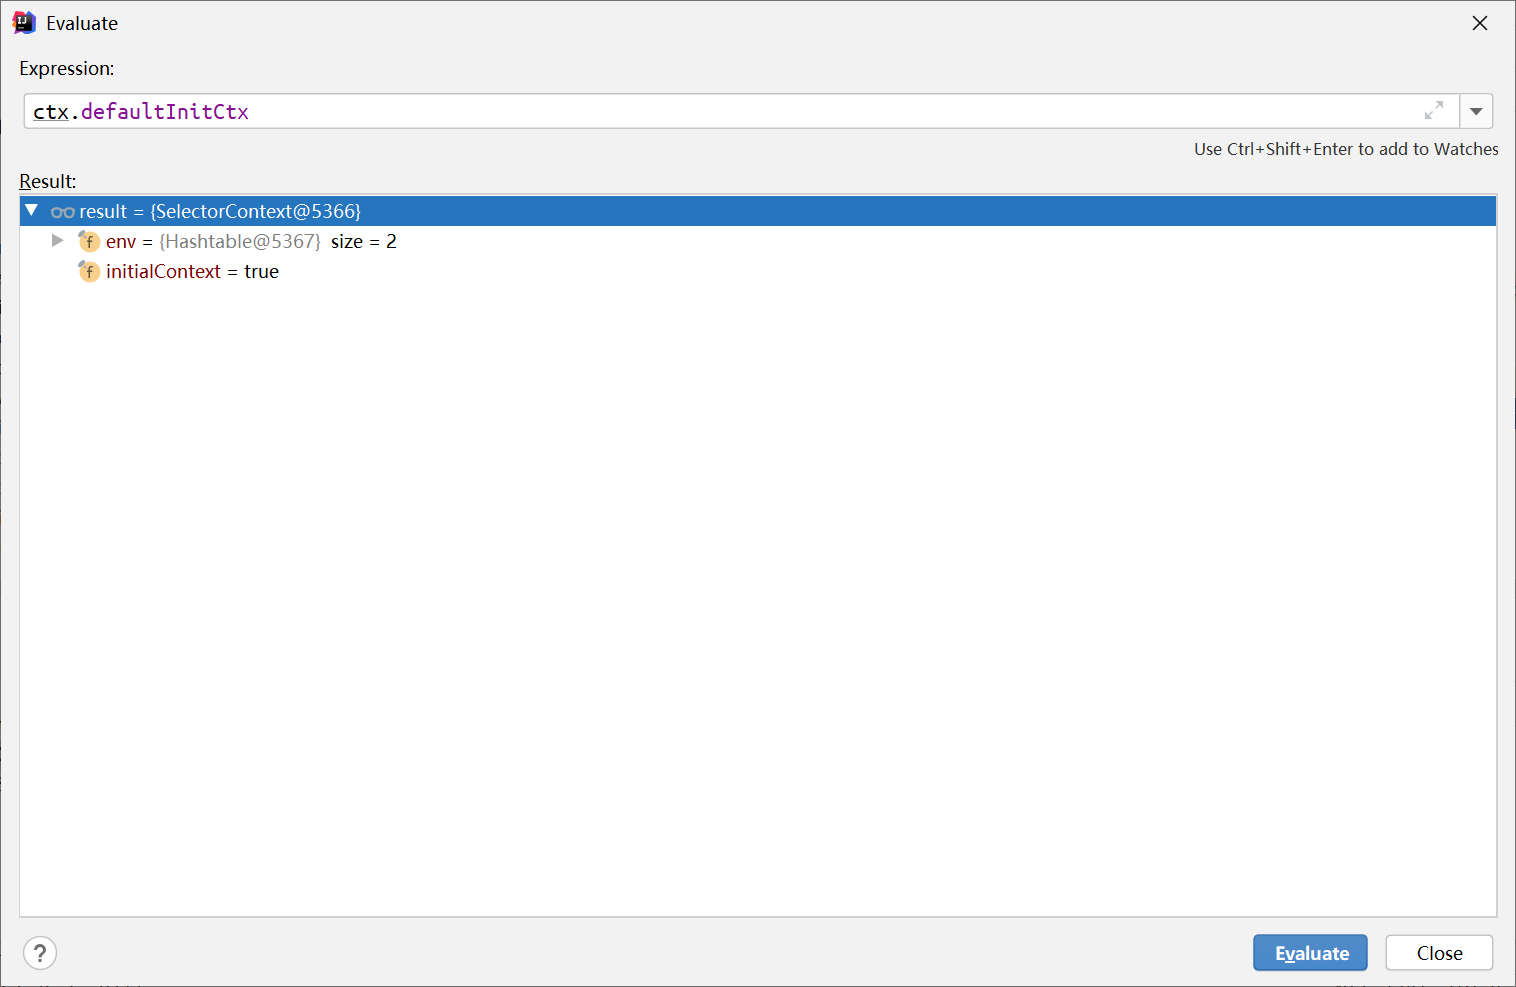 Evaluate
Expression:
ctx.defaultInitCtx
Use Ctrl+Shift+Enter to add to Watches
Result:
result = {SelectorContext@5366}
env = {Hashtable@5367} size = 2
initialContext = true
? Evaluate Close